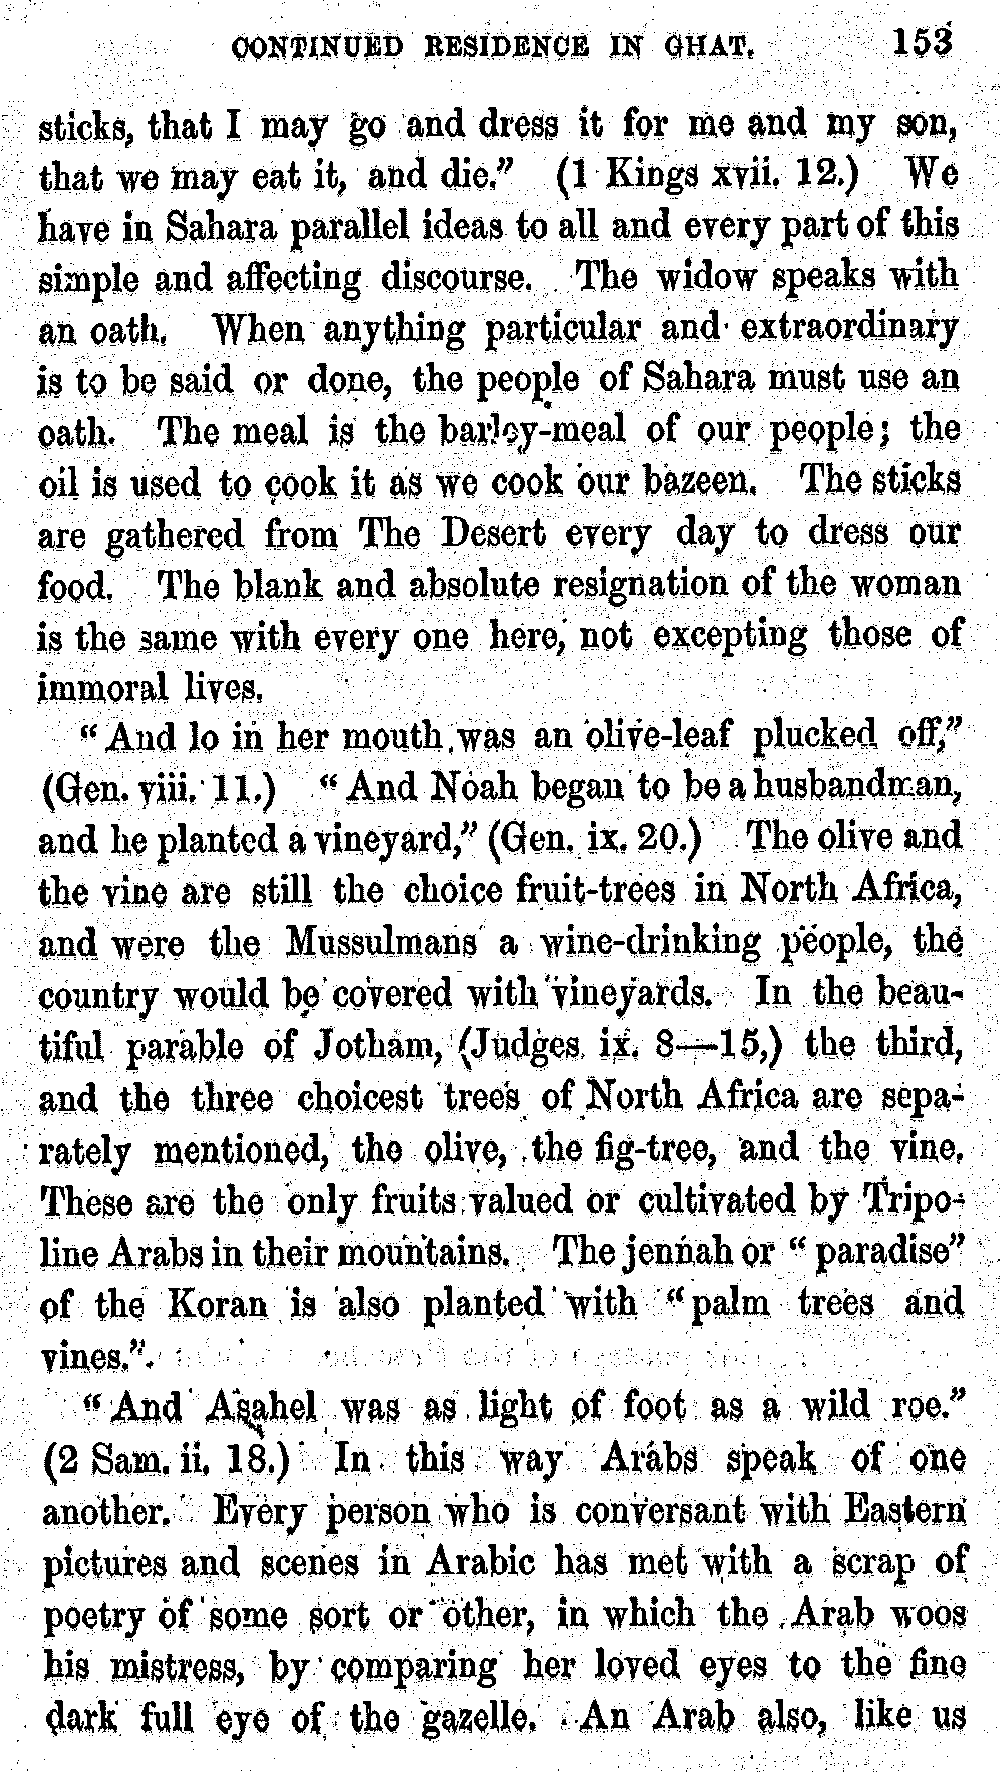 CONTINUED RESIDENCE IN GHAT. 153
sticks, that I may go and dress it for me and my son,
that we may eat it, and die.” (1 Kings xvii. 12.) We
have in Sahara parallel ideas to all and every part of this
simple and affecting discourse. The widow speaks with
an oath. When anything particular and extraordinary
is to be said or done, the people of Sahara must use an
oath. The meal is the barley-meal of our people; the
oil is used to cook it as we cook our bazeen. The sticks
are gathered from The Desert every day to dress our
food. The blank and absolute resignation of the woman
is the same with every one here, not excepting those of
immoral lives.
“And lo in her mouth was an olive-leaf plucked off,”
(Gen. viii. 11.) “And Noah began to be a husbandman,
and he planted a vineyard,” (Gen. ix. 20.) The olive and
the vine are still the choice fruit-trees in North Africa,
and were the Mussulmans a wine-drinking people, the
country would be covered with vineyards. In the beau-
tiful parable of Jotham, (Judges ix. 8—15,) the third,
and the three choicest trees of North Africa are sepa-
rately mentioned, the olive, the fig-tree, and the vine.
These are the only fruits valued or cultivated by Tripo-
line Arabs in their mountains. The jennah or “paradise”
of the Koran is also planted with “palm trees and
vines.”
“And Asahel was as light of foot as a wild roe.”
(2 Sam. ii. 18.) In this way Arabs speak of one
another. Every person who is conversant with Eastern
pictures and scenes in Arabic has met with a scrap of
poetry of some sort or other, in which the Arab woos
his mistress, by comparing her loved eyes to the fine
dark full eye of the gazelle. An Arab also, like us